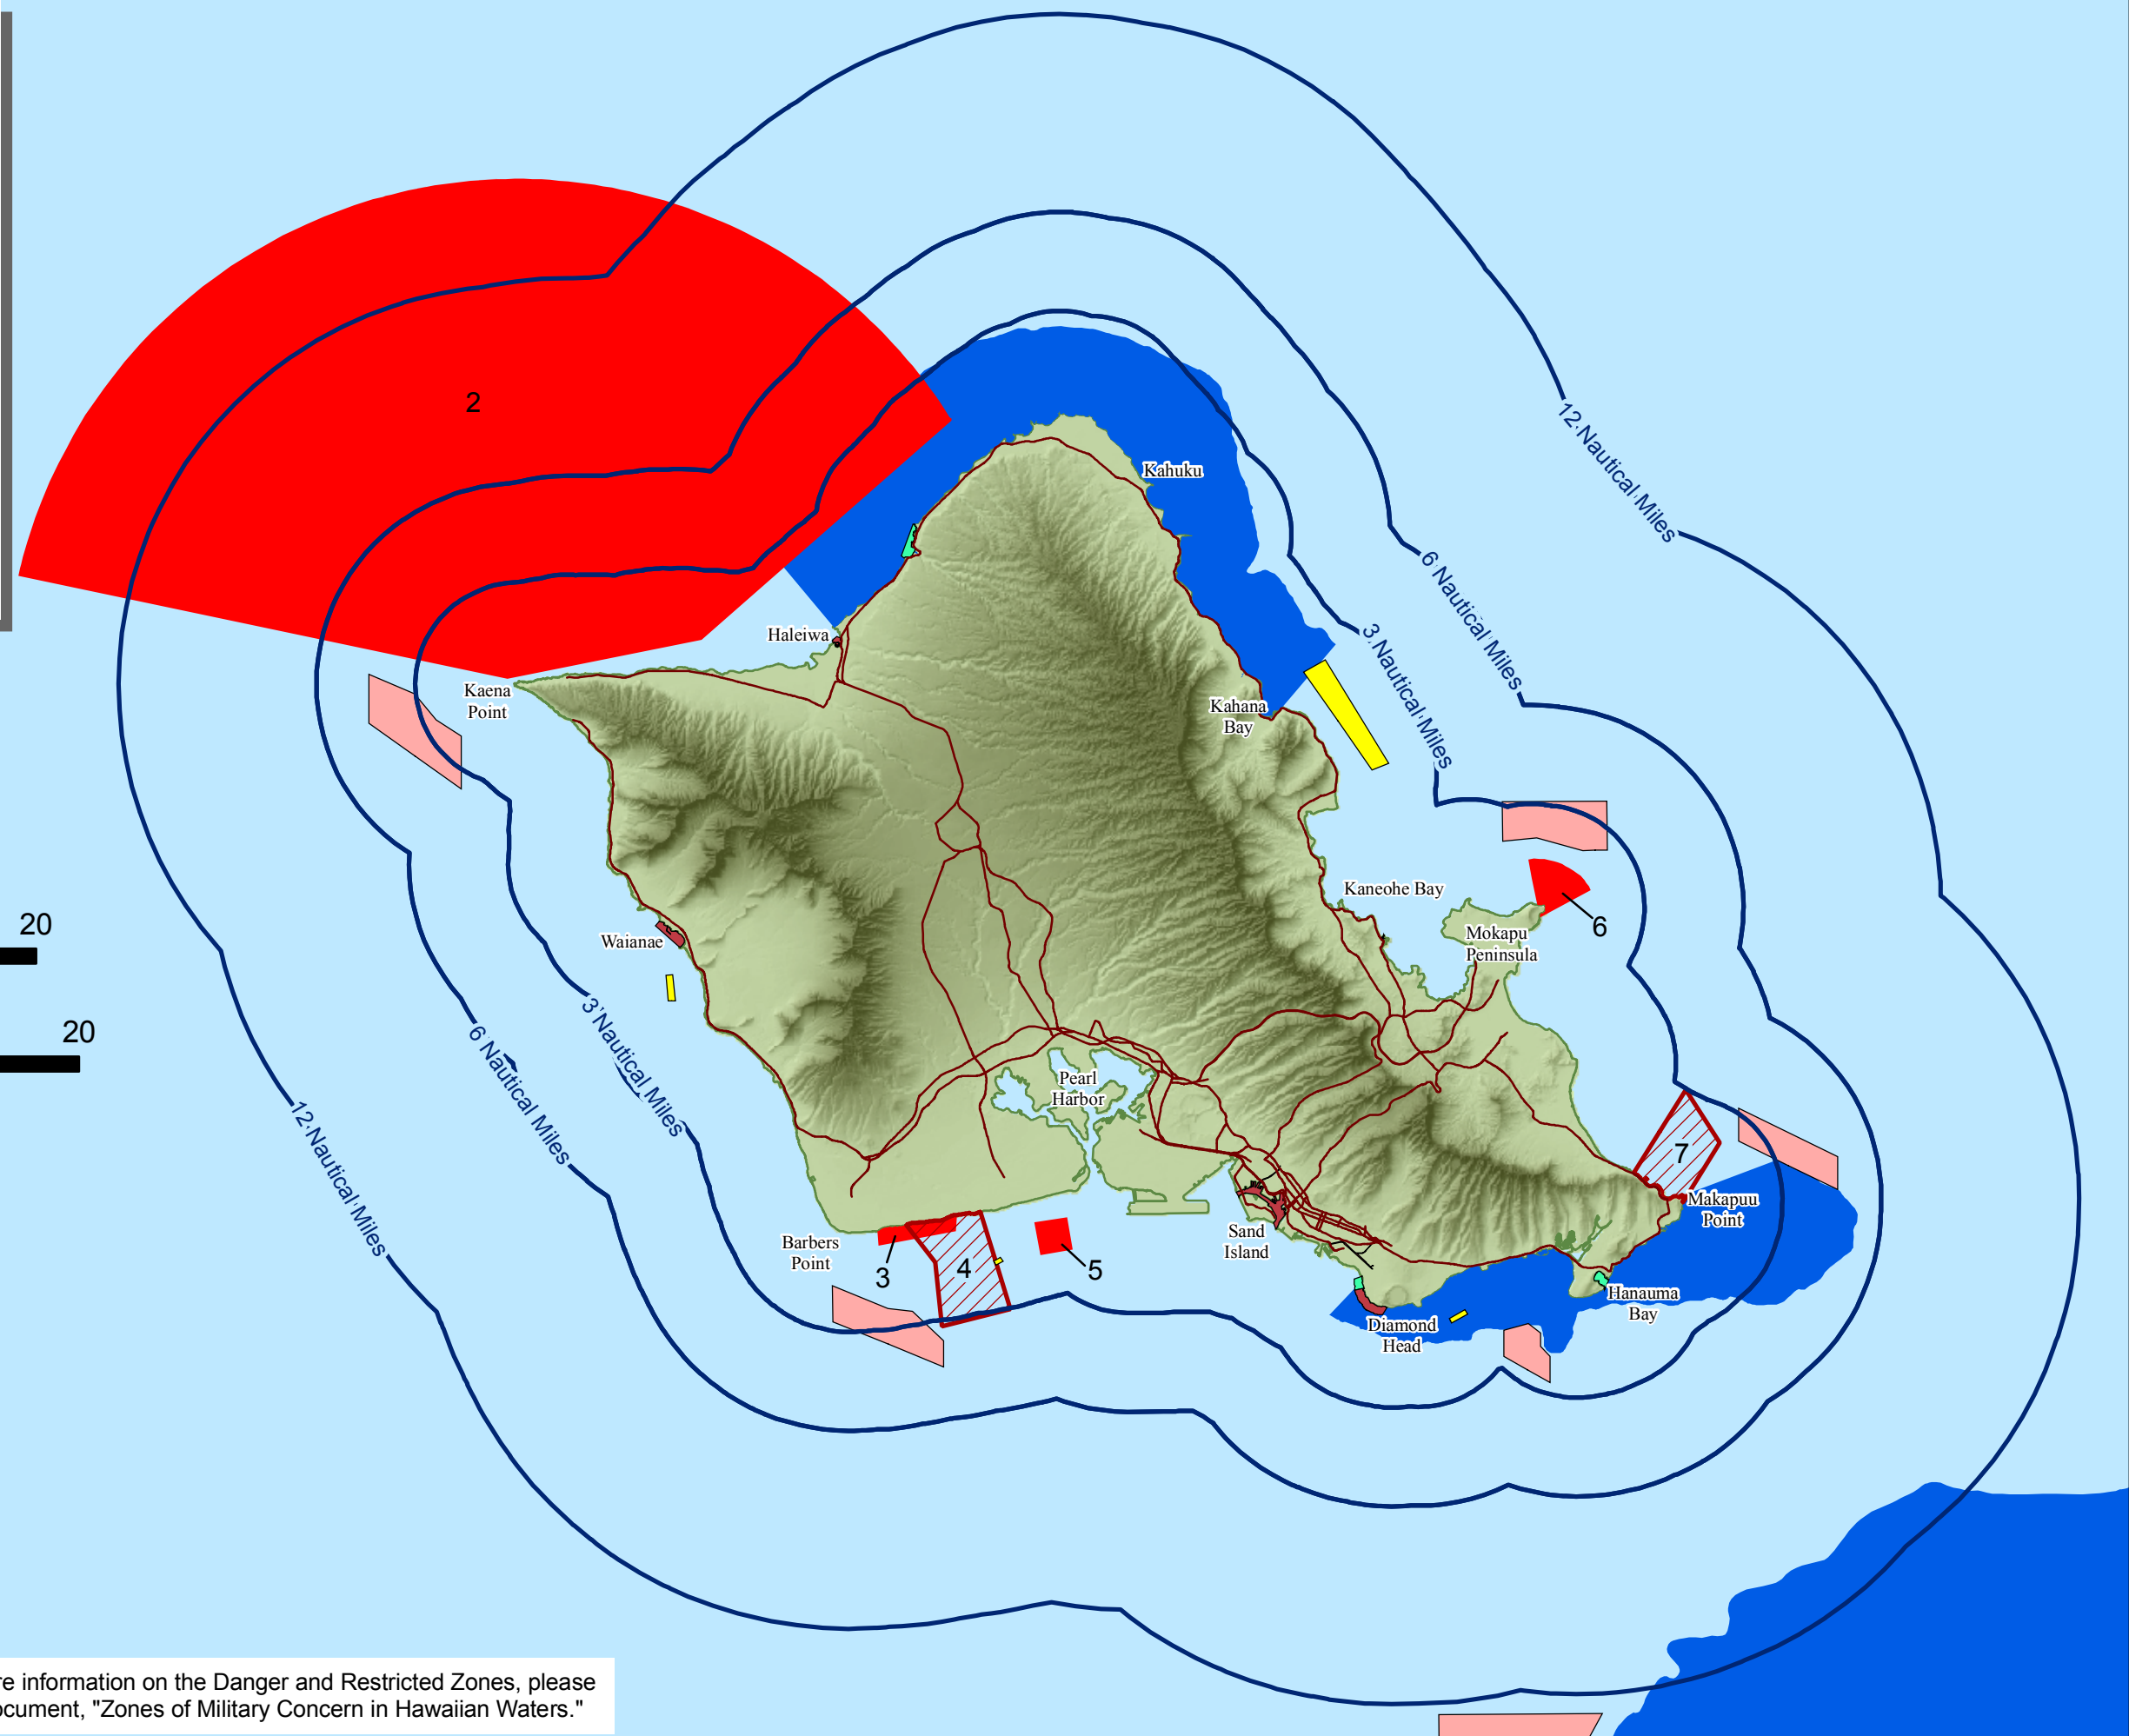 2
12 Nautical Miles
Kahuku
6 Nautical Miles
3 Nautical Miles
Haleiwa
Kaena
Point
Kahana
Bay
Kaneohe Bay
6
20
Waianae
Mokapu
Peninsula
3 Nautical Miles
20
6 Nautical Miles
Pearl
Harbor
12 Nautical Miles
7
Makapuu
Point
Sand
Island
Barbers
Point
3
4
5
Hanauma
Bay
Diamond
Head
re information on the Danger and Restricted Zones, please
ocument, "Zones of Military Concern in Hawaiian Waters."